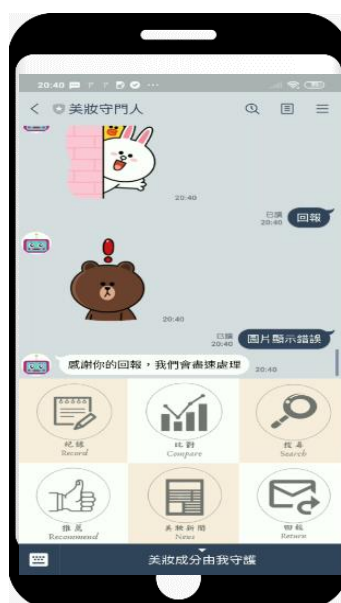 20:40
美妝守門人
20:40
已讀
20:40
回報
20:40
已讀
20:40
圖片顯示錯誤
感謝你的回報，我們會盡速處理
20:40
紀錄
Record
比對
Compare
搜尋
Search
推薦
Recommend
美妝新聞
News
回報
Return
美妝成分由我守護